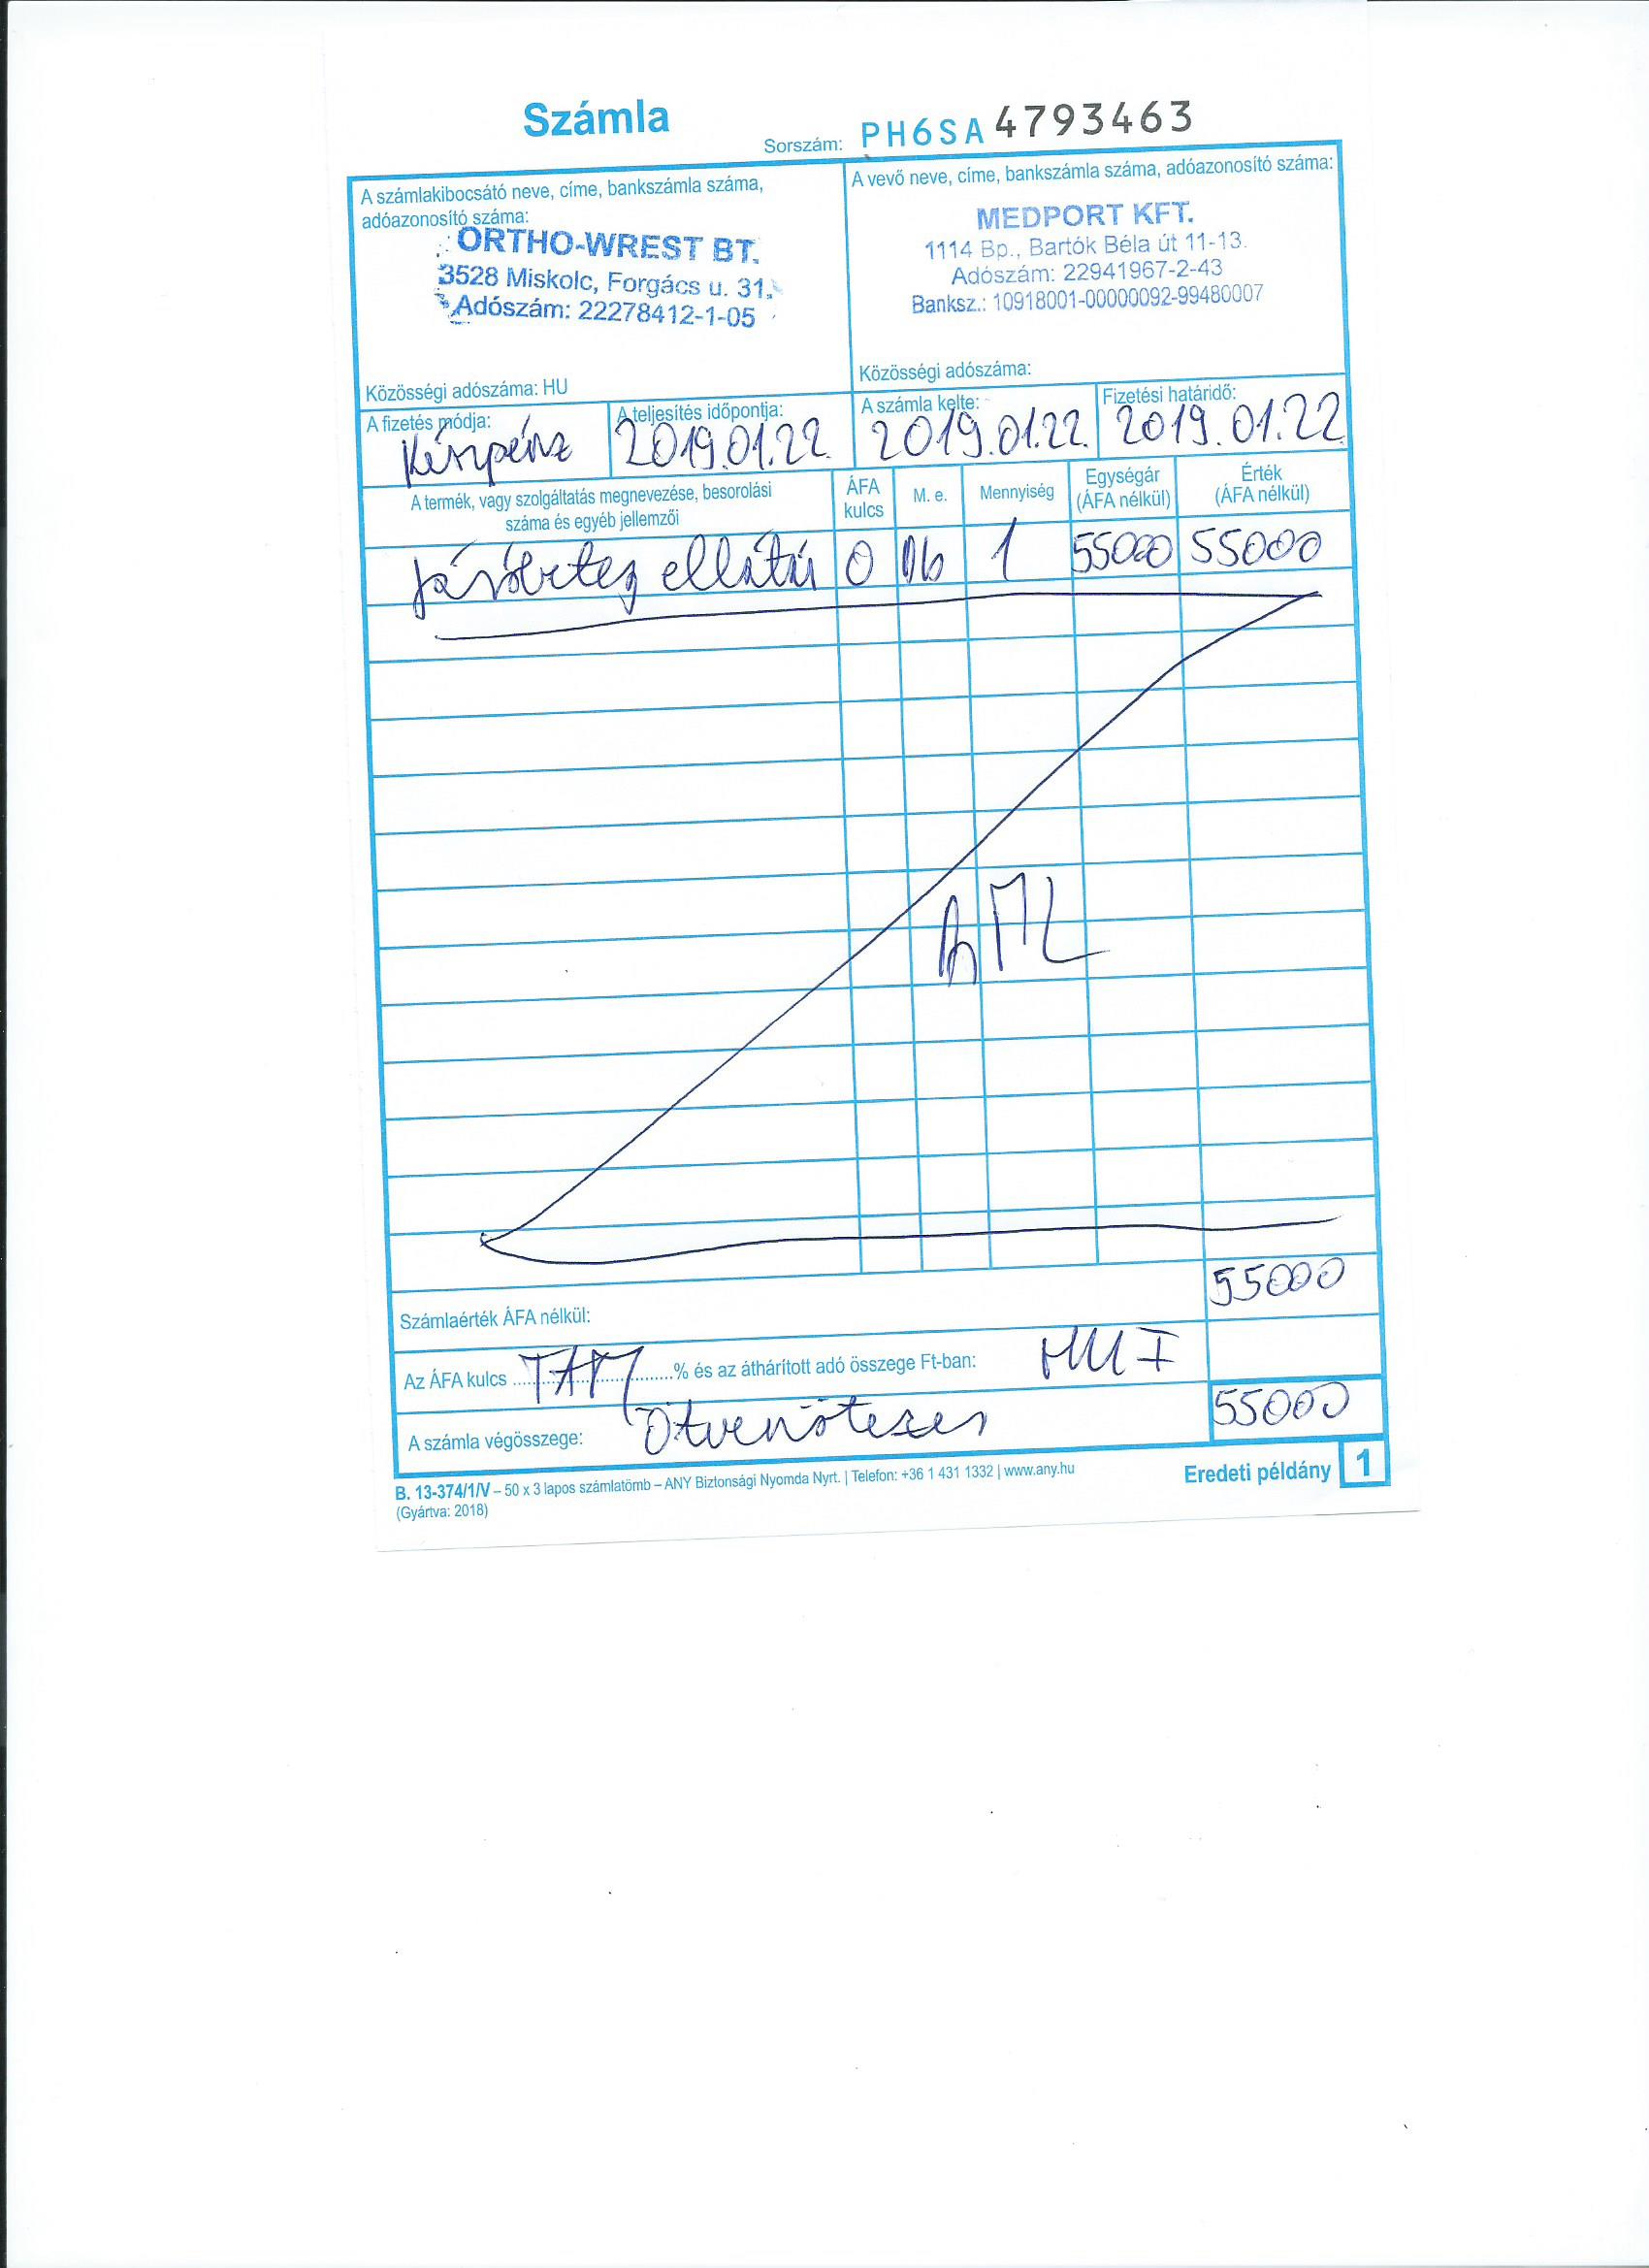 Számla
Sorszám: PH6SA 4793463
A számlakibocsátó neve, címe, bankszámla száma,
adóazonosító száma:
ORTHO-WREST BT.
3528 Miskolc, Forgács u. 31.
Adószám: 22278412-1-05
Közösségi adószáma: HU
A vevő neve, címe, bankszámla száma, adóazonosító száma:
MEDPORT KFT.
1114 Bp., Bartók Béla út 11-13.
Adószám: 22941967-2-43
Banksz.: 10918001-00000092-99480007
Közösségi adószáma:
A fizetés módja:
Készpénz
A teljesítés időpontja:
2019.01.22.
A számla kelte:
2019.01.22.
Fizetési határidő:
2019.01.22
A termék, vagy szolgáltatás megnevezése, besorolási
száma és egyéb jellemzői
ÁFA
kulcs
M. e.
Mennyiség
Egységár
(ÁFA nélkül)
Érték
(ÁFA nélkül)
Járóbeteg ellátás 0 db 1 55000 55000
Számlaérték ÁFA nélkül: 55000
Az ÁFA kulcs TAM % és az áthárított adó összege Ft-ban:
A számla végösszege: Ötvenötezer 55000
B. 13-374/1/V – 50 x 3 lapos számlatömb – ANY Biztonsági Nyomda Nyrt. | Telefon: +36 1 431 1332 | www.any.hu
(Gyártva: 2018)
Eredeti példány 1